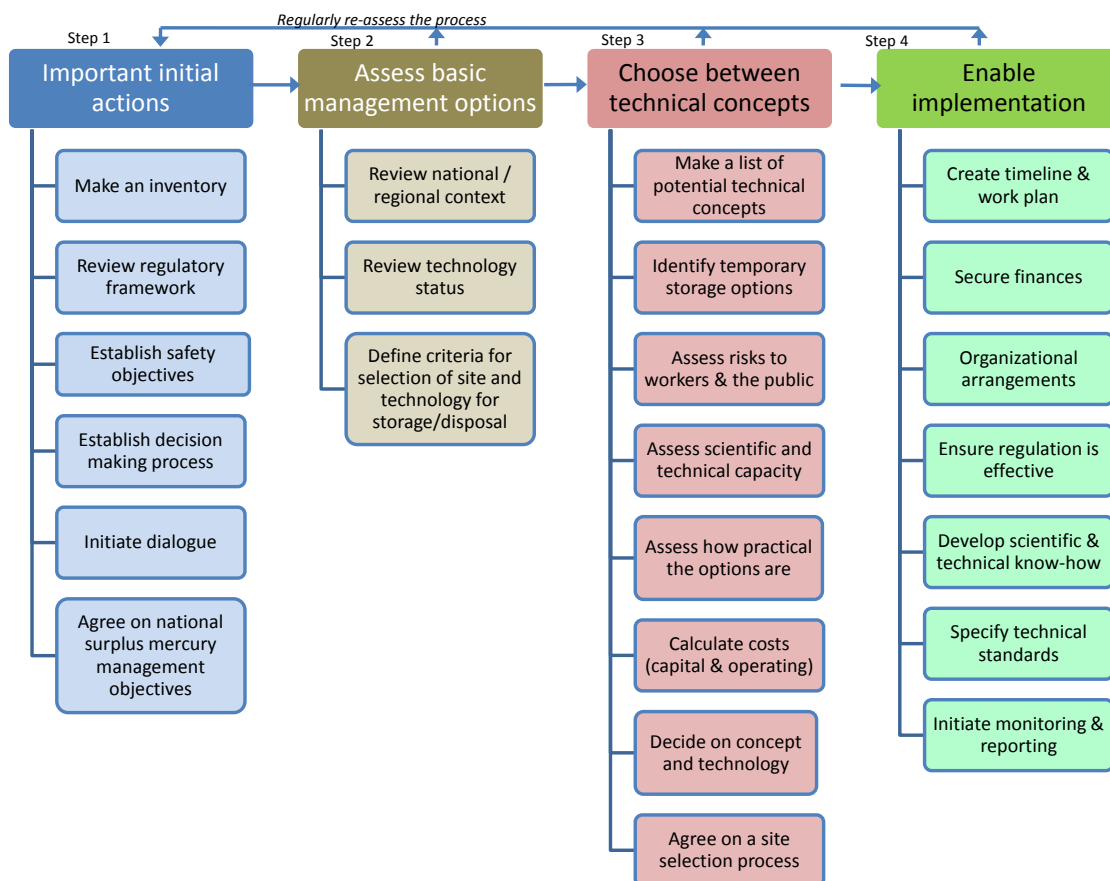 Regularly re-assess the process
Step 1
Important initial
actions
Make an inventory
Review regulatory
framework
Establish safety
objectives
Establish decision
making process
Initiate dialogue
Agree on national
surplus mercury
management
objectives
Step 2
Assess basic
management options
Review national /
regional context
Review technology
status
Define criteria for
selection of site and
technology for
storage/disposal
Step 3
Choose between
technical concepts
Make a list of
potential technical
concepts
Identify temporary
storage options
Assess risks to
workers & the public
Assess scientific and
technical capacity
Assess how practical
the options are
Calculate costs
(capital & operating)
Decide on concept
and technology
Agree on a site
selection process
Step 4
Enable
implementation
Create timeline &
work plan
Secure finances
Organizational
arrangements
Ensure regulation is
effective
Develop scientific &
technical know-how
Specify technical
standards
Initiate monitoring &
reporting